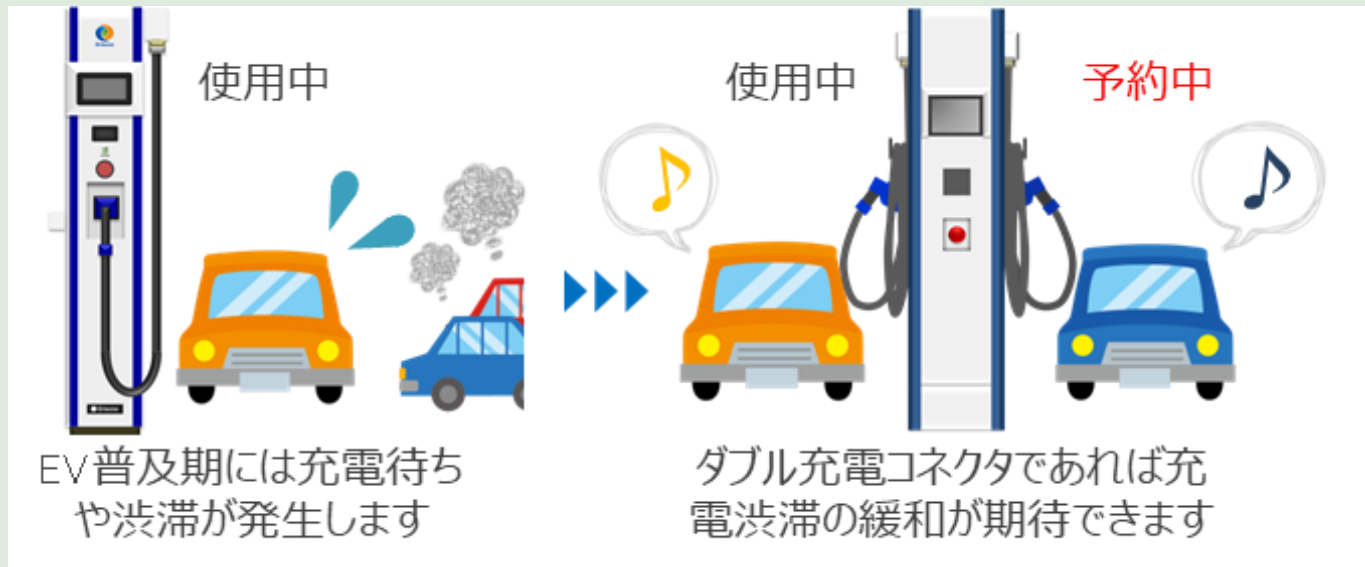 使用中
EV普及期には充電待ち
や渋滞が発生します
使用中
予約中
ダブル充電コネクタであれば充
電渋滞の緩和が期待できます